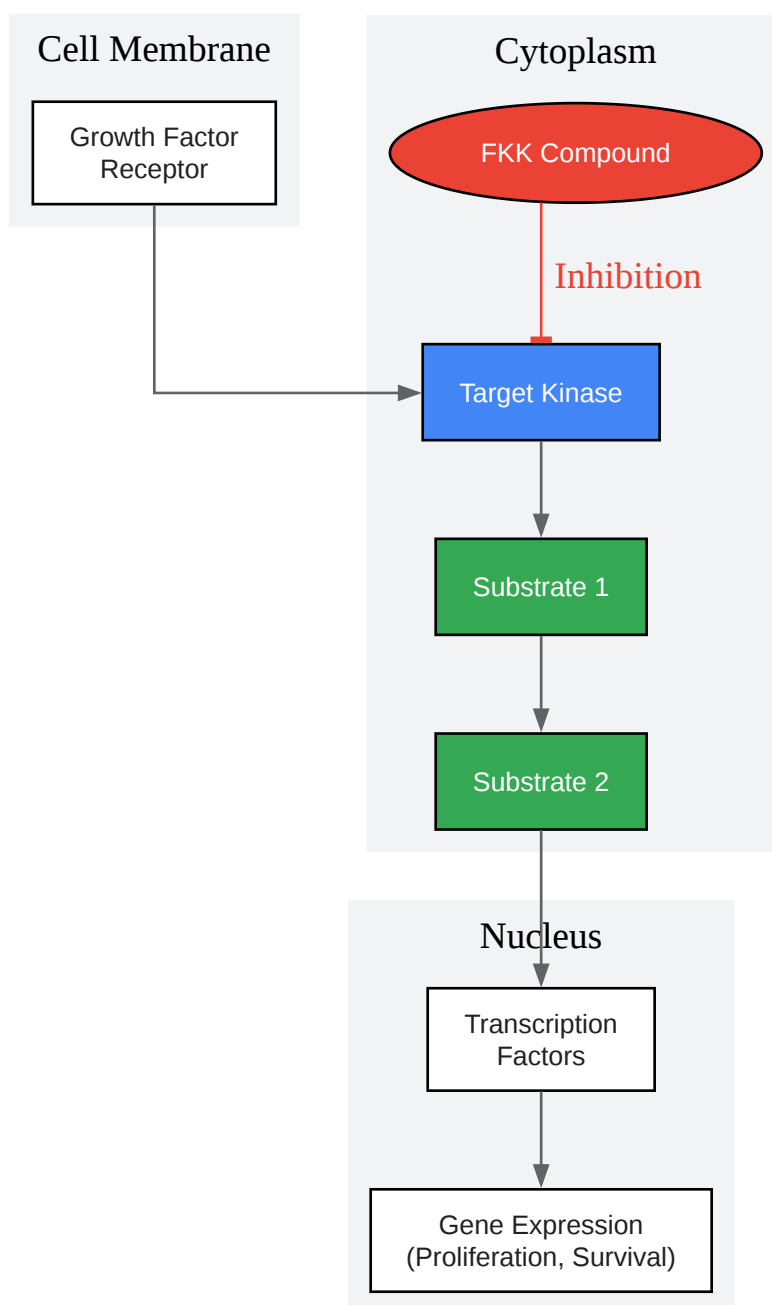 Cell Membrane
Growth Factor
Receptor
Cytoplasm
FKK Compound
Inhibition
Target Kinase
Substrate 1
Substrate 2
Nucleus
Transcription
Factors
Gene Expression
(Proliferation, Survival)